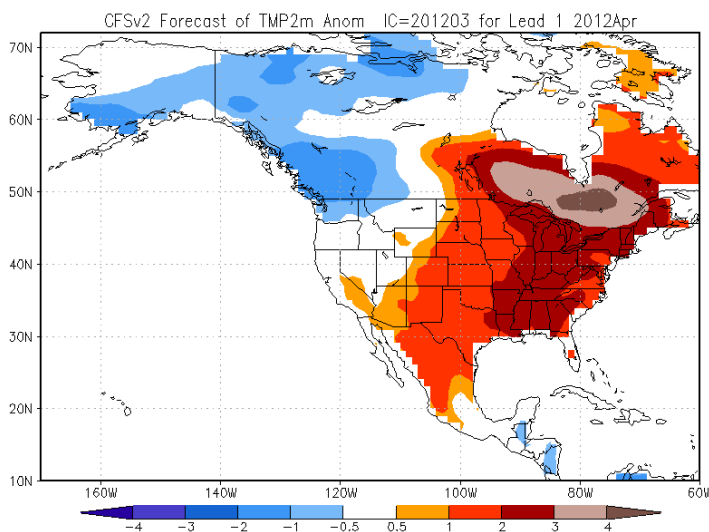 CFSv2 Forecast of TMP2m Anom IC=201203 for Lead 1 2012Apr
70N
60N
50N
40N
30N
20N
10N
160W 140W 120W 100W 80W 60W
-4 -3 -2 -1 -0.5 0.5 1 2 3 4